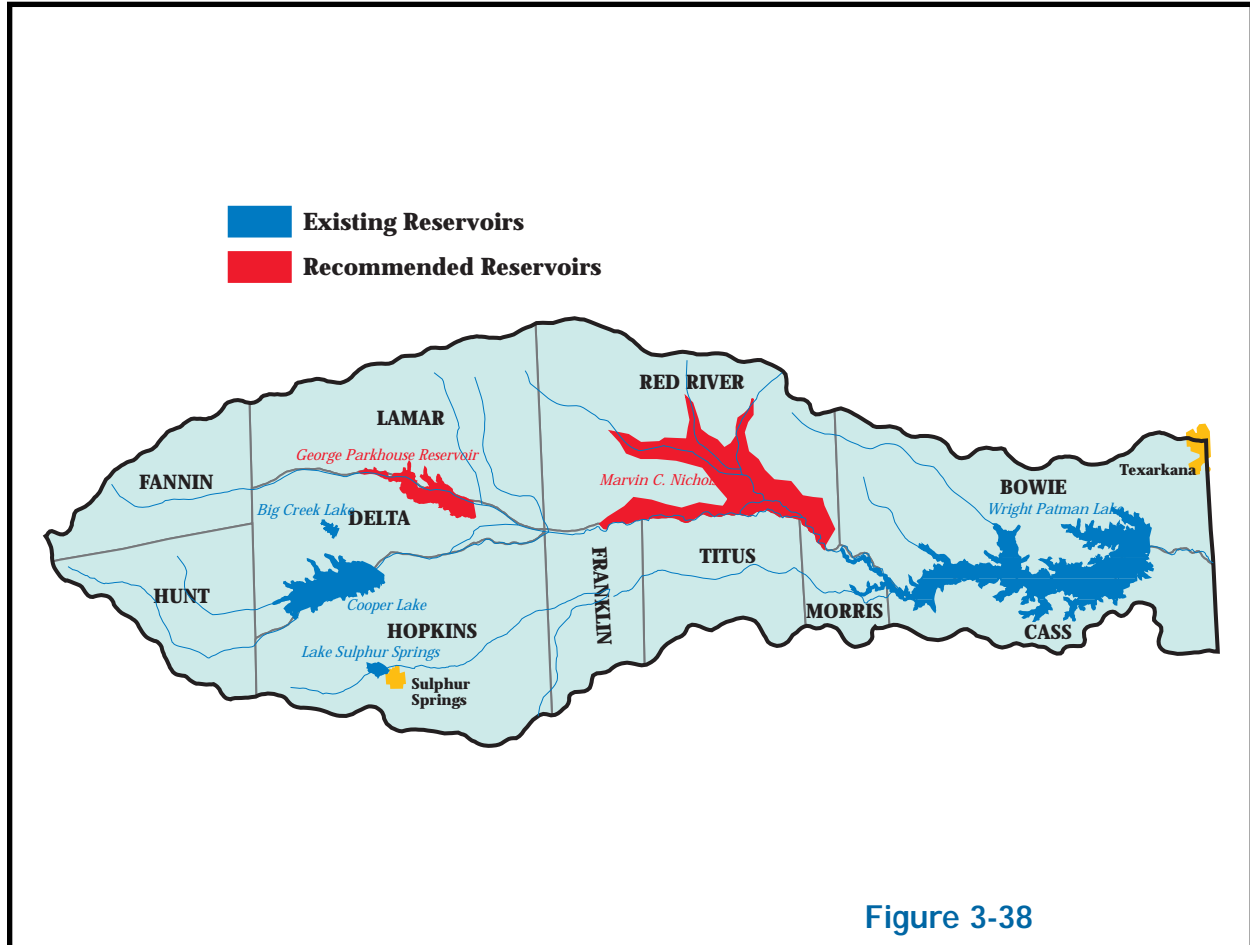 Existing Reservoirs
Recommended Reservoirs
RED RIVER
LAMAR
George Parkhouse Reservoir
Texarkana
FANNIN
Marvin C. Nichol
BOWIE
Big Creek Lake
DELTA
Wright Patman Lake
TITUS
FRANKLIN
HUNT
Cooper Lake
MORRIS
HOPKINS
CASS
Lake Sulphur Springs
Sulphur
Springs
Figure 3-38